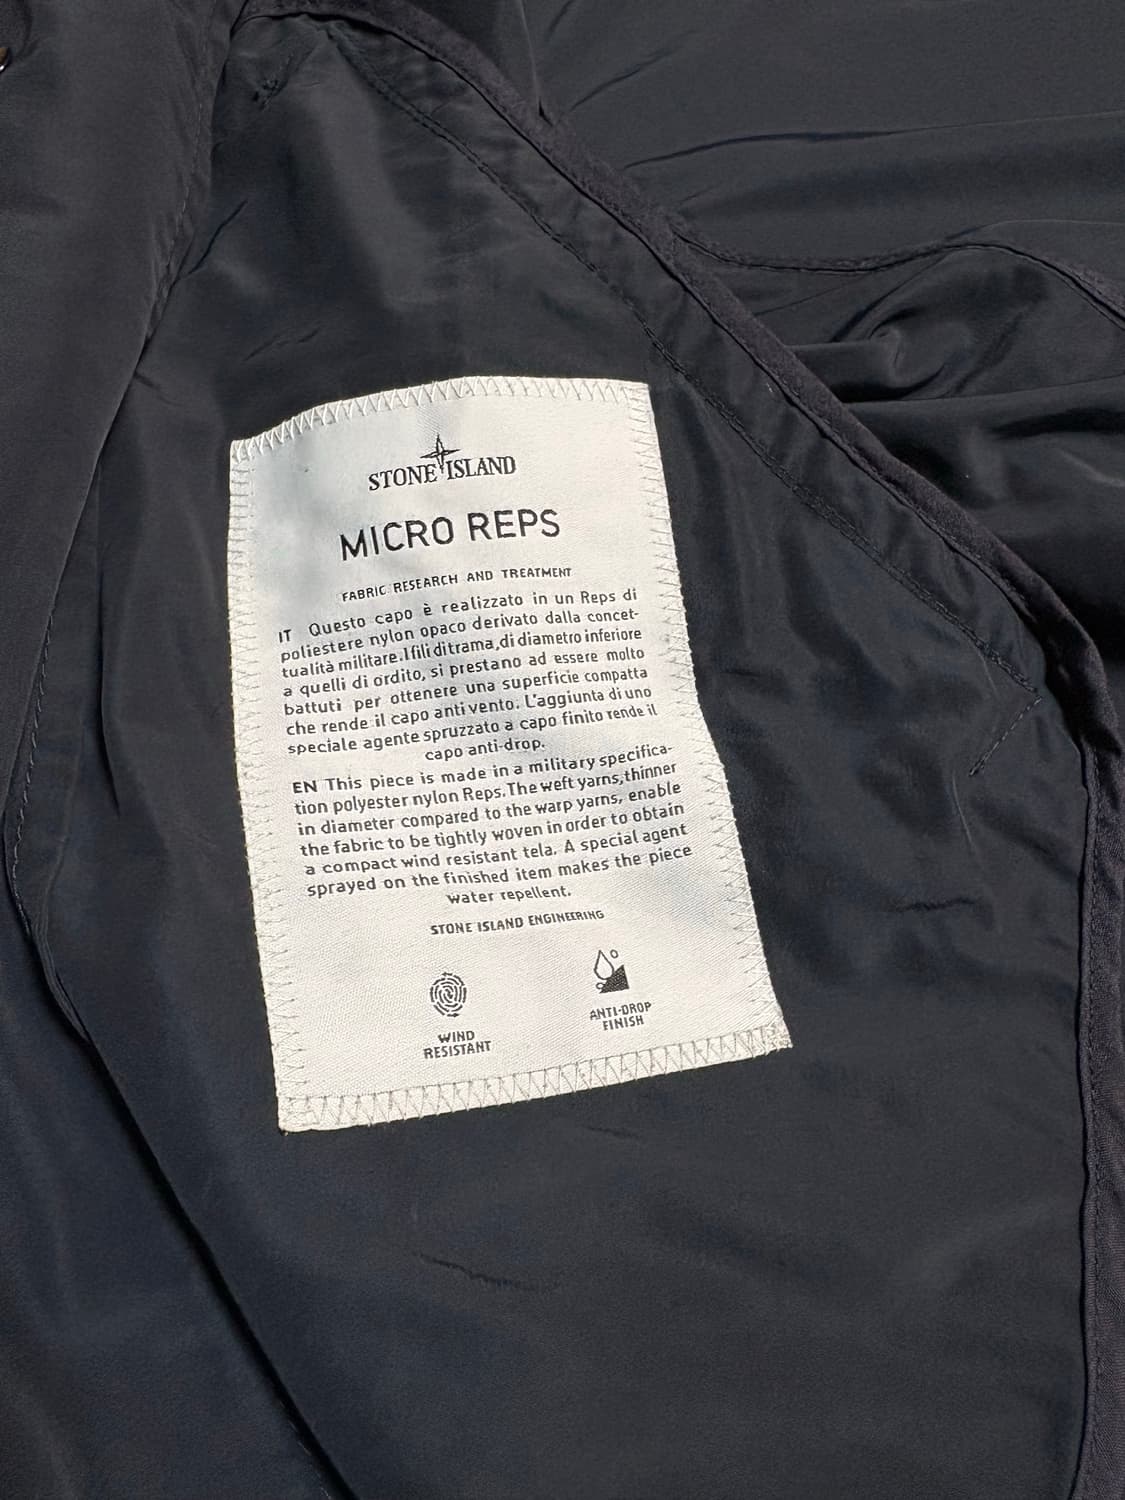 STONE ISLAND
MICRO REPS
FABRIC RESEARCH AND TREATMENT
IT Questo capo è realizzato in un Reps di
poliestere nylon opaco derivato dalla concet-
tualità militare. I fili di trama, di diametro inferiore
a quelli di ordito, si prestano ad essere molto
battuti per ottenere una superficie compatta
che rende il capo anti vento. L'aggiunta di uno
speciale agente spruzzato a capo finito rende il
capo anti-drop.
EN This piece is made in a military specifica-
tion polyester nylon Reps. The weft yarns, thinner
in diameter compared to the warp yarns, enable
the fabric to be tightly woven in order to obtain
a compact wind resistant tela. A special agent
sprayed on the finished item makes the piece
water repellent.
STONE ISLAND ENGINEERING
WIND
RESISTANT
ANTI-DROP
FINISH